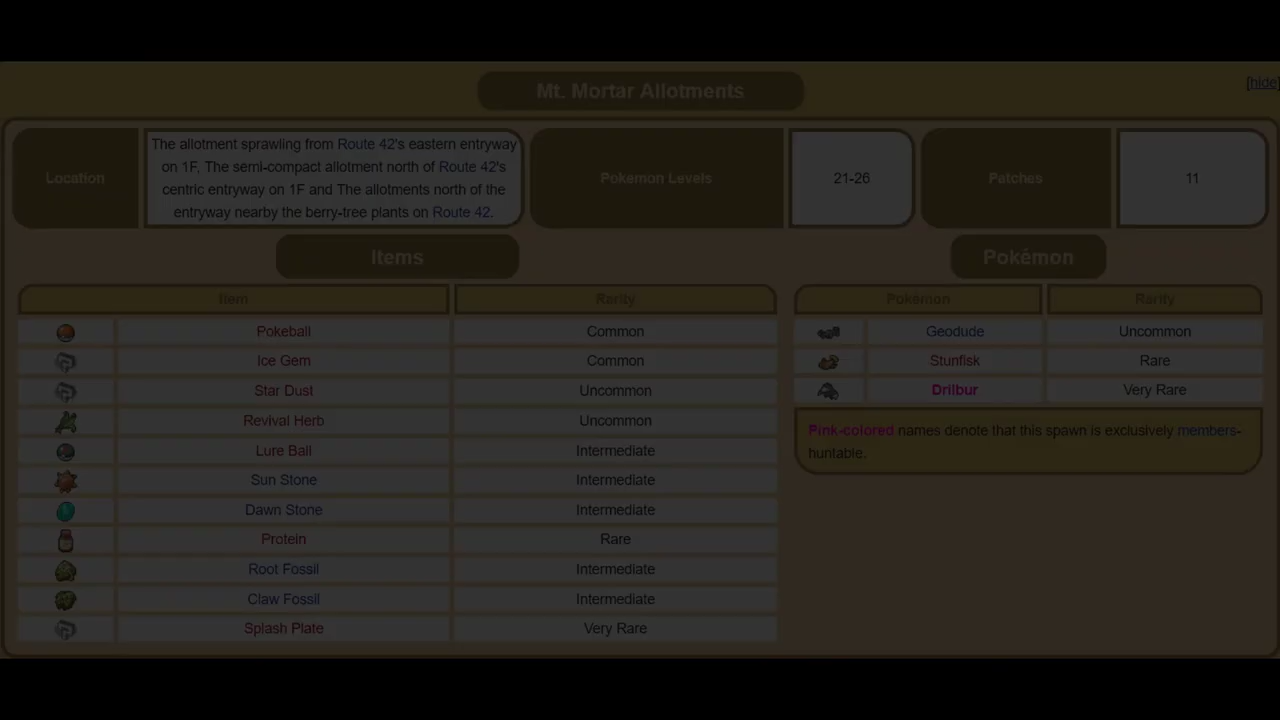 Mt. Mortar Allotments
[hide]
Location
The allotment sprawling from Route 42's eastern entryway
on 1F, The semi-compact allotment north of Route 42's
centric entryway on 1F and The allotments north of the
entryway nearby the berry-tree plants on Route 42.
Pokemon Levels
21-26
Patches
11
Items
Item Rarity
Pokeball Common
Ice Gem Common
Star Dust Uncommon
Revival Herb Uncommon
Lure Ball Intermediate
Sun Stone Intermediate
Dawn Stone Intermediate
Protein Rare
Root Fossil Intermediate
Claw Fossil Intermediate
Splash Plate Very Rare
Pokémon
Pokemon Rarity
Geodude Uncommon
Stunfisk Rare
Drilbur Very Rare
Pink-colored names denote that this spawn is exclusively members-
huntable.